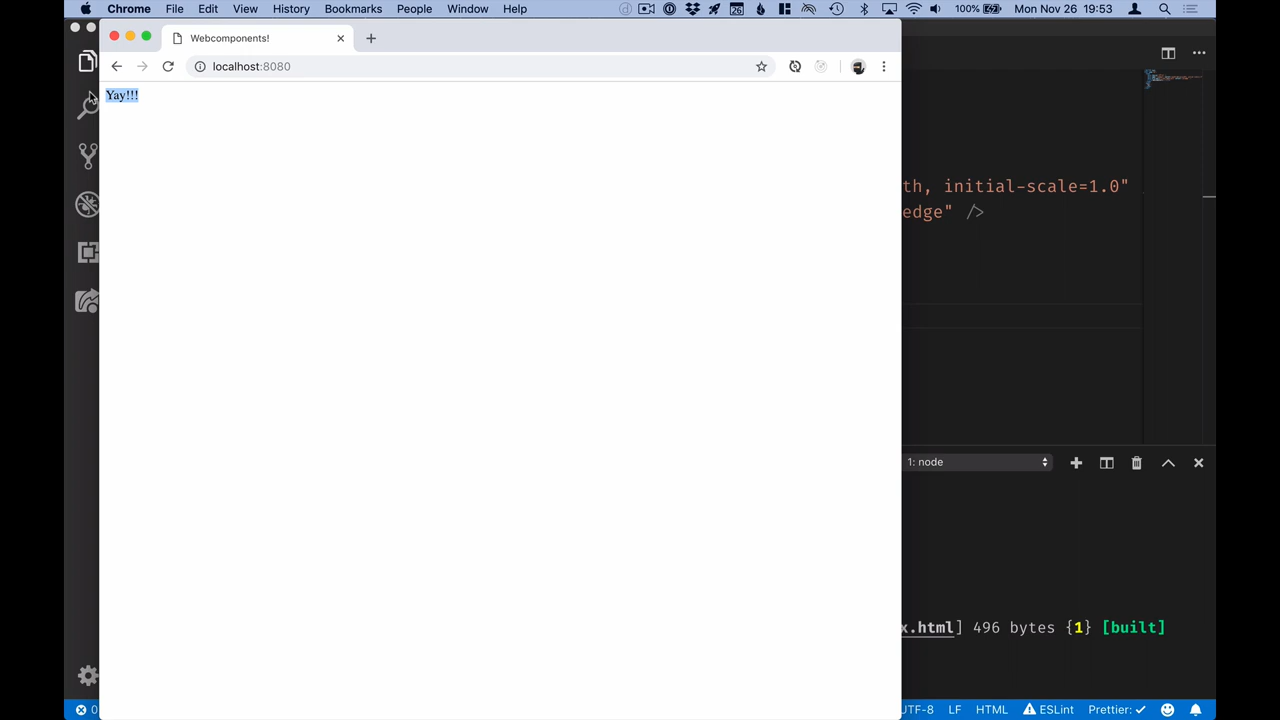 Chrome File Edit View History Bookmarks People Window Help 26 100% Mon Nov 26 19:53
Webcomponents!
localhost:8080
Yay!!!
th, initial-scale=1.0"
edge" />
1: node
x.html] 496 bytes {1} [built]
0 UTF-8 LF HTML ESLint Prettier: ✓